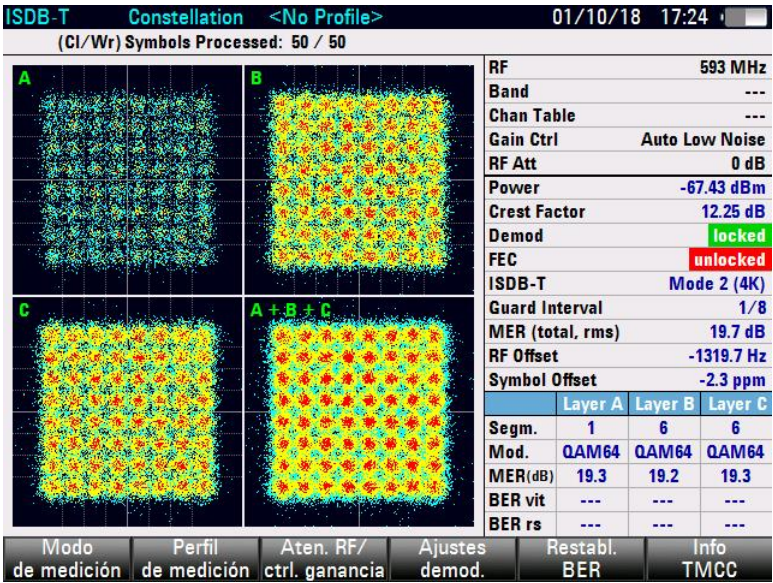 ISDB-T Constellation <No Profile> 01/10/18 17:24
(Cl/Wr) Symbols Processed: 50 / 50
A
B
C
A + B + C
RF 593 MHz
Band ---
Chan Table ---
Gain Ctrl Auto Low Noise
RF Att 0 dB
Power -67.43 dBm
Crest Factor 12.25 dB
Demod locked
FEC unlocked
ISDB-T Mode 2 (4K)
Guard Interval 1/8
MER (total, rms) 19.7 dB
RF Offset -1319.7 Hz
Symbol Offset -2.3 ppm
Layer A Layer B Layer C
Segm. 1 6 6
Mod. QAM64 QAM64 QAM64
MER(dB) 19.3 19.2 19.3
BER vit --- --- ---
BER rs --- --- ---
Modo de medición
Perfil de medición
Aten. RF/ ctrl. ganancia
Ajustes demod.
Restabl. BER
Info TMCC